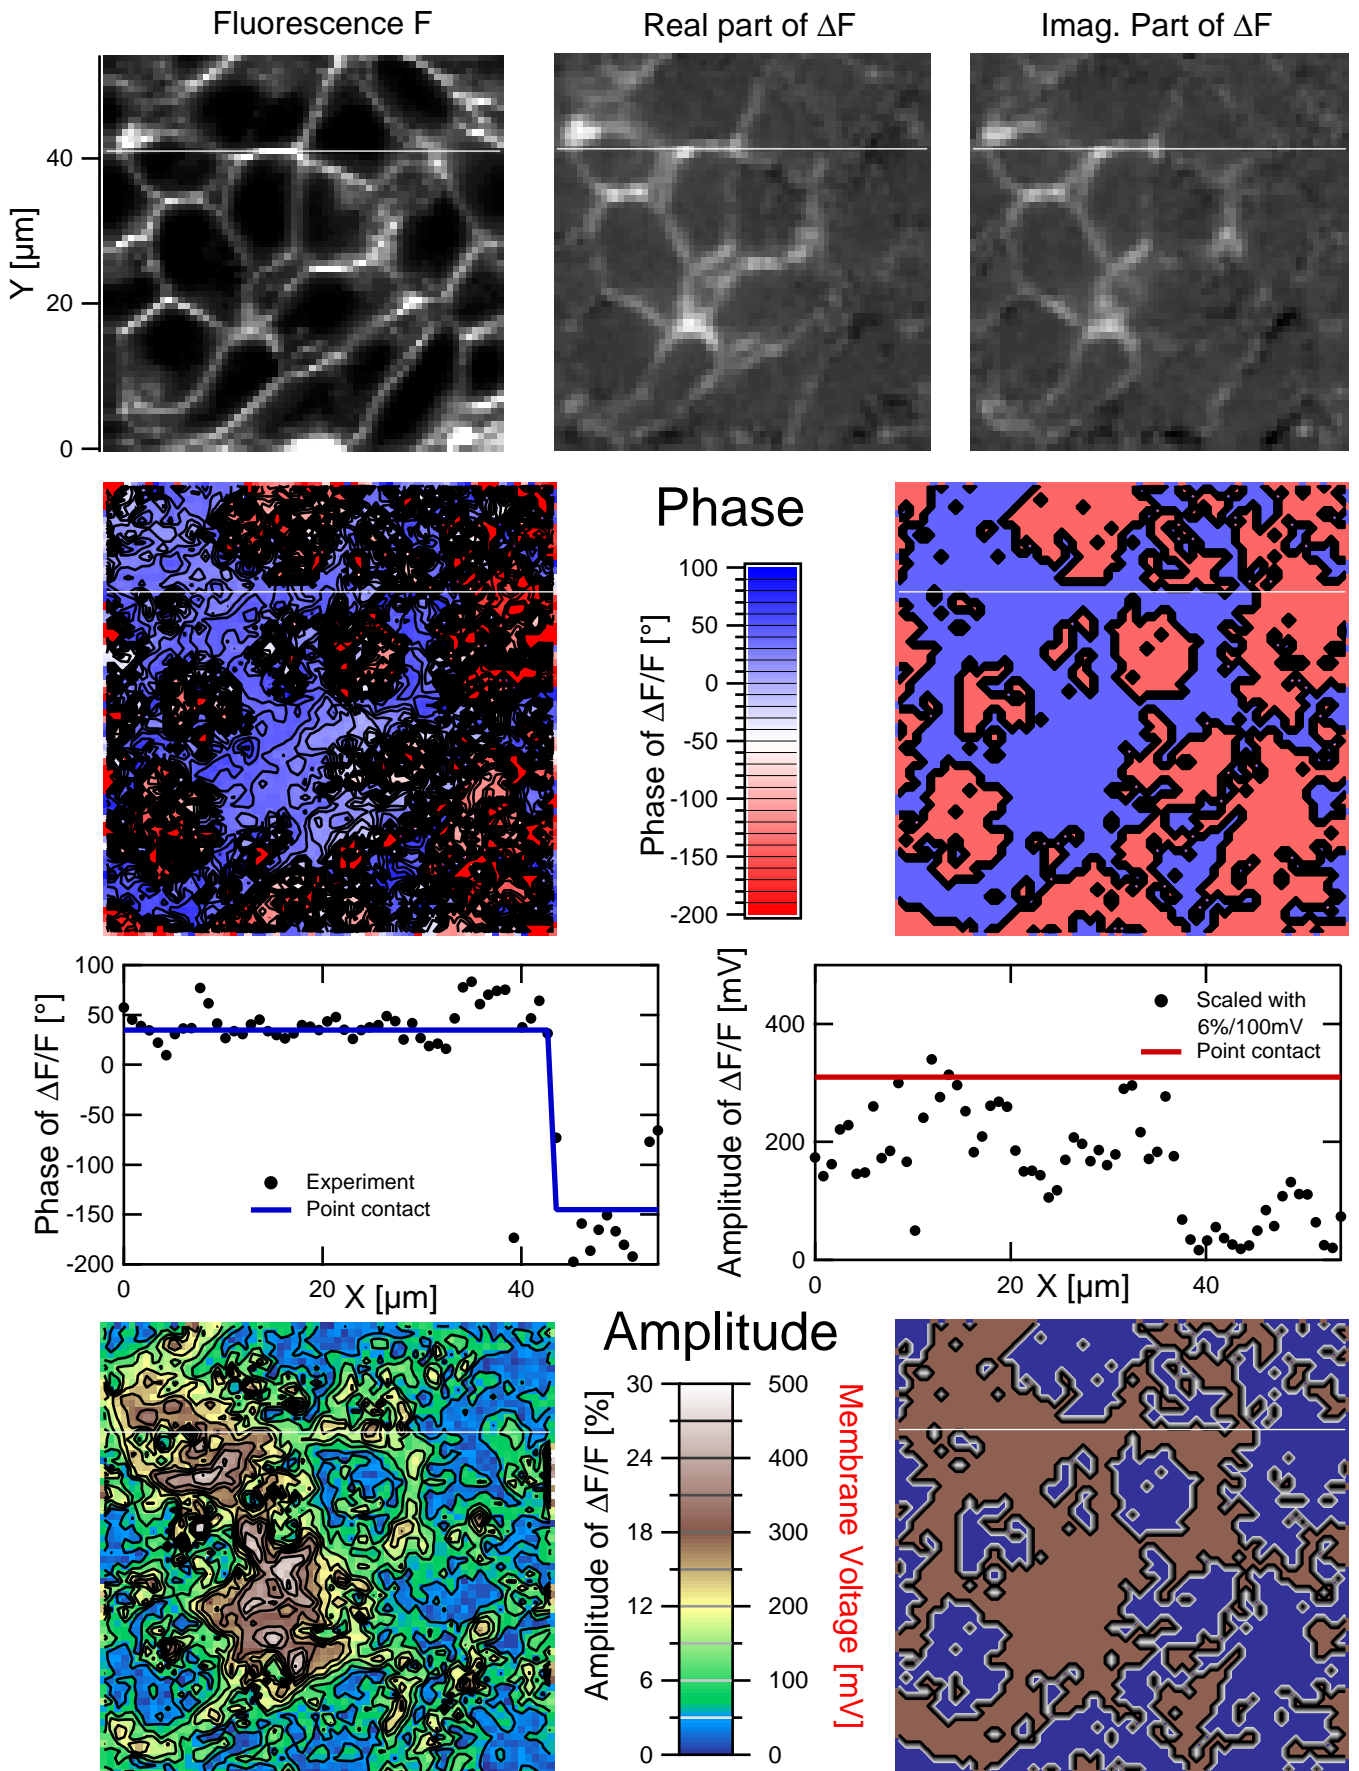 Fluorescence F
Real part of ΔF
Imag. Part of ΔF
Y [µm]
40
20
0
Phase
Phase of ΔF/F [°]
100
50
0
-50
-100
-150
-200
Phase of ΔF/F [°]
100
50
0
-50
-100
-150
-200
Experiment
Point contact
0
20
40
X [µm]
Amplitude of ΔF/F [mV]
400
200
0
Scaled with
6%/100mV
Point contact
0
20
40
X [µm]
Amplitude
Amplitude of ΔF/F [%]
30
24
18
12
6
0
500
400
300
200
100
0
Membrane Voltage [mV]